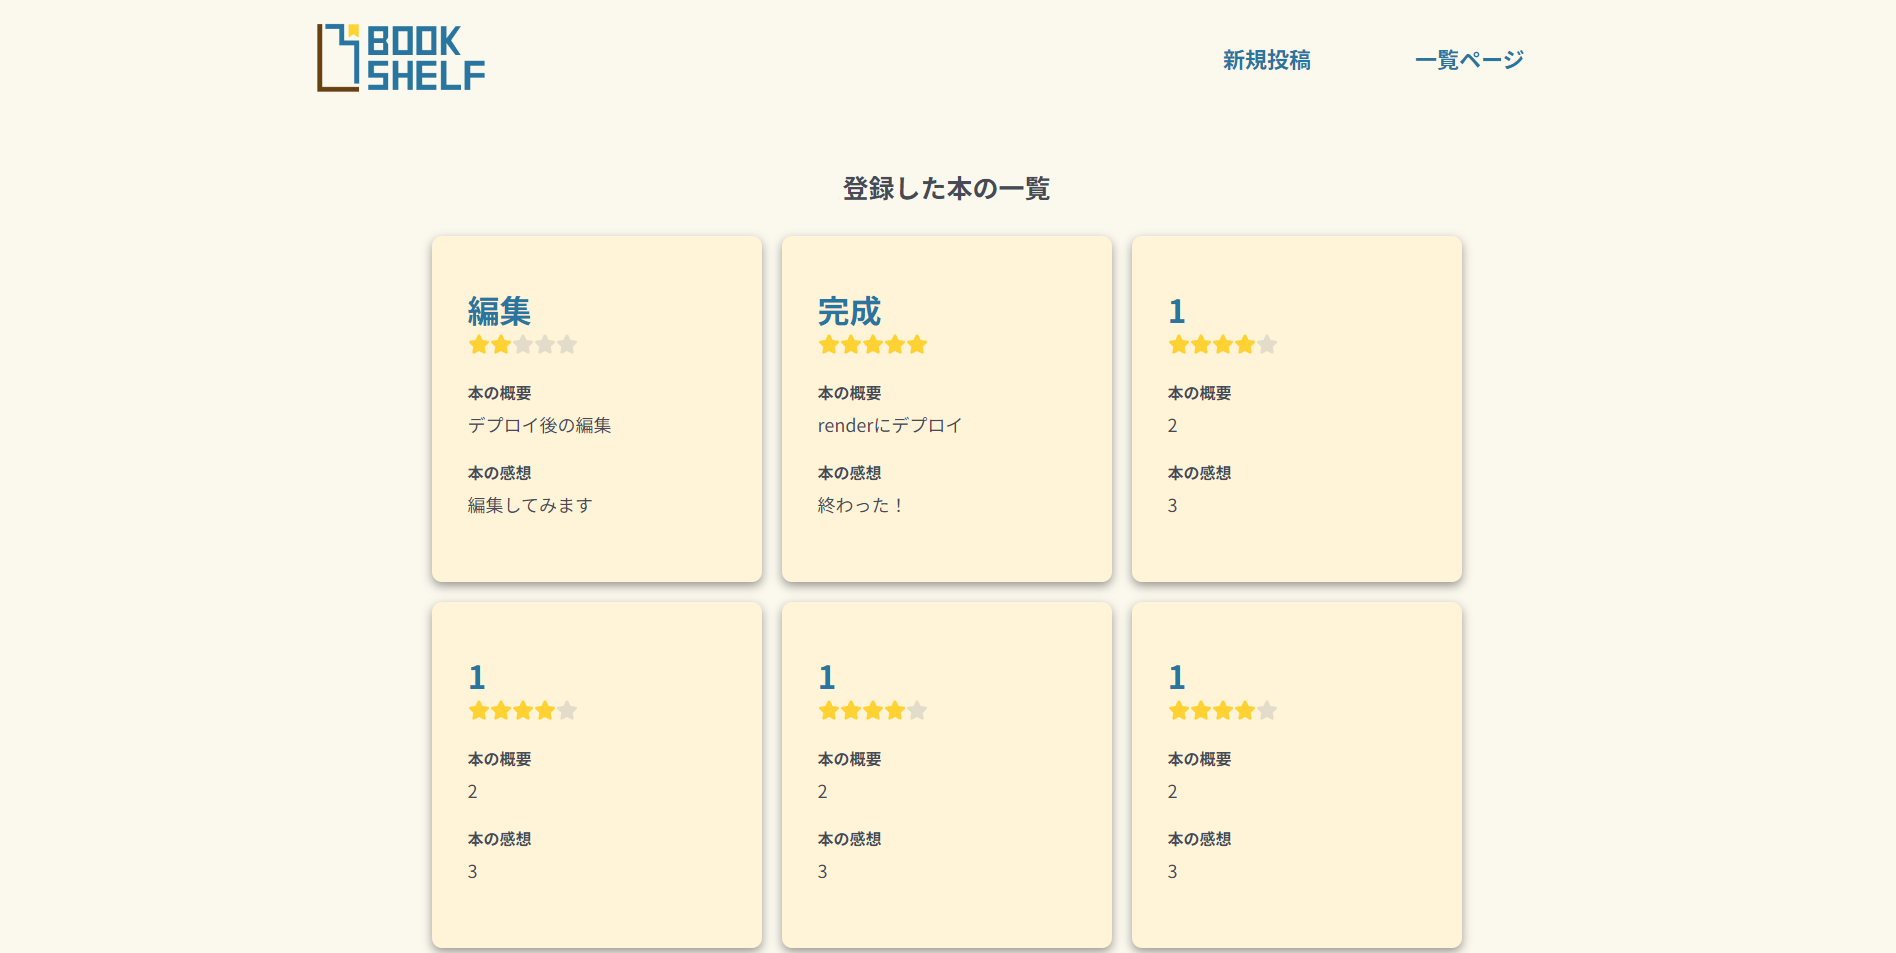 BOOK
SHELF
新規投稿
一覧ページ
登録した本の一覧
編集
本の概要
デプロイ後の編集
本の感想
編集してみます
完成
本の概要
renderにデプロイ
本の感想
終わった！
1
本の概要
2
本の感想
3
1
本の概要
2
本の感想
3
1
本の概要
2
本の感想
3
1
本の概要
2
本の感想
3